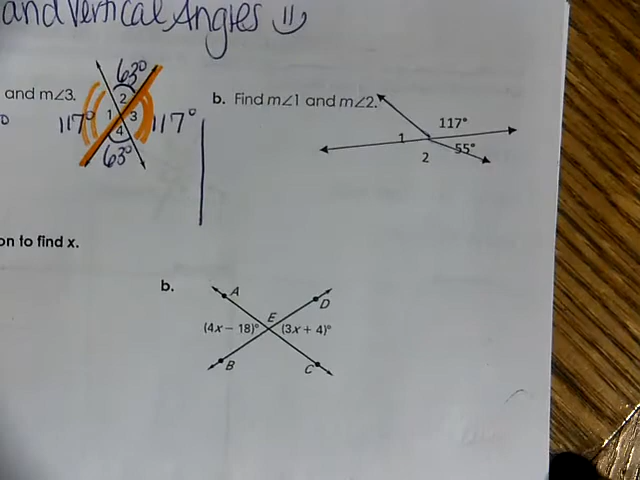 and Vertical Angles
63°
and m∠3.
2
1 3
4
117° 117°
63°
b. Find m∠1 and m∠2.
117°
1
55°
2
on to find x.
b.
A
D
E
(4x − 18)° (3x + 4)°
B
C